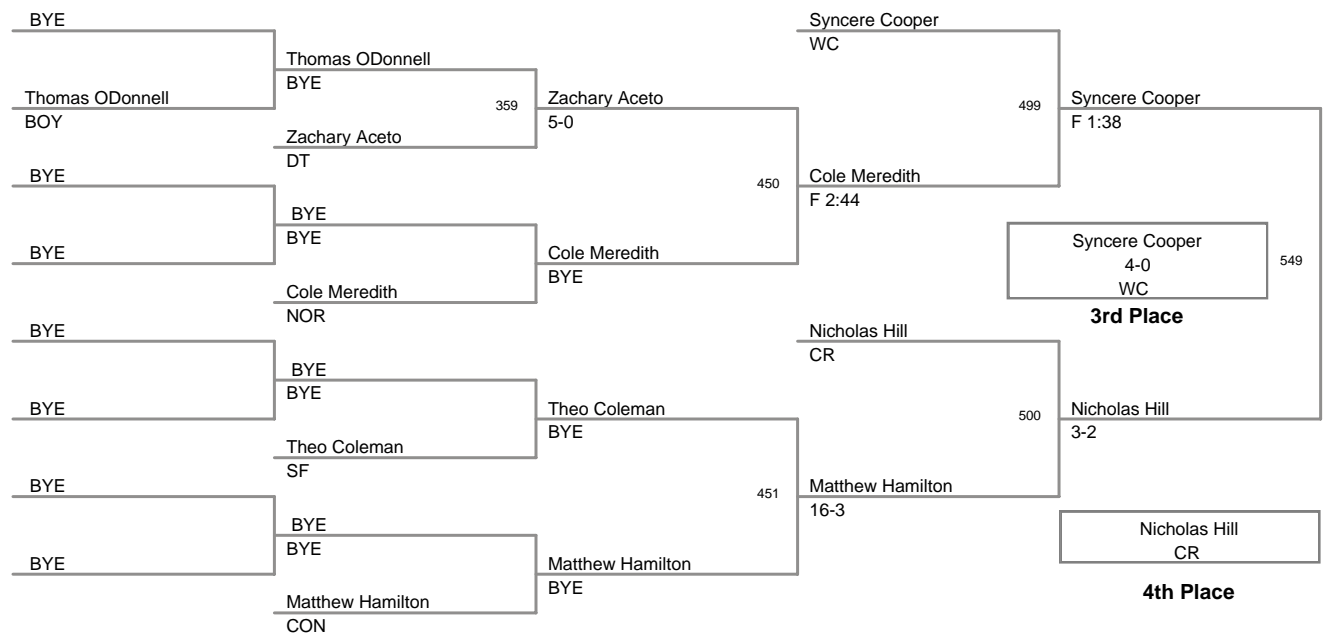 BYE
Thomas ODonnell
BOY
BYE
BYE
BYE
BYE
BYE
BYE
Thomas ODonnell
BYE
359
Zachary Aceto
DT
BYE
BYE
Cole Meredith
NOR
BYE
BYE
Theo Coleman
SF
BYE
BYE
Matthew Hamilton
CON
Zachary Aceto
5-0
450
Cole Meredith
BYE
Theo Coleman
BYE
451
Matthew Hamilton
BYE
Syncere Cooper
WC
499
Cole Meredith
F 2:44
Nicholas Hill
CR
500
Matthew Hamilton
16-3
Syncere Cooper
F 1:38
Syncere Cooper
4-0
WC
549
3rd Place
Nicholas Hill
3-2
Nicholas Hill
CR
4th Place